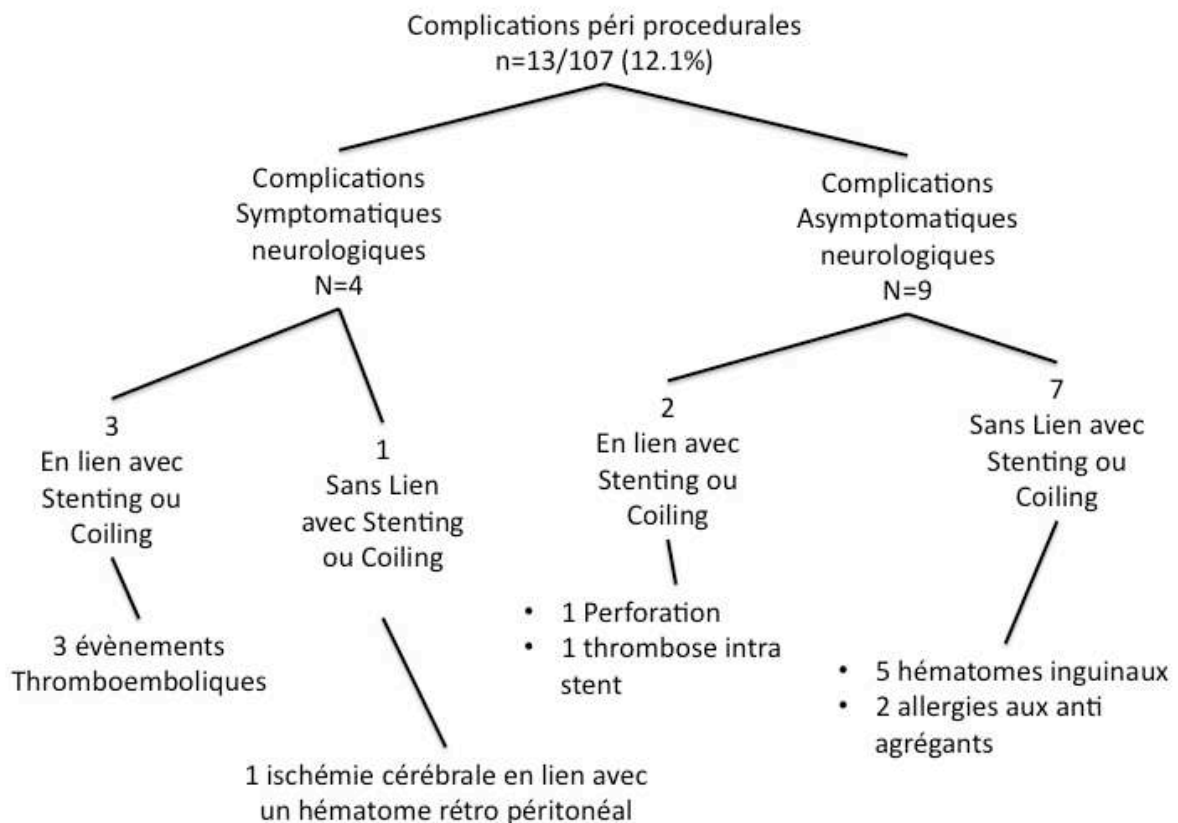 Complications péri procedurales
n=13/107 (12.1%)
Complications
Symptomatiques
neurologiques
N=4
Complications
Asymptomatiques
neurologiques
N=9
3
En lien avec
Stenting ou
Coiling
1
Sans Lien
avec Stenting
ou Coiling
2
En lien avec
Stenting ou
Coiling
7
Sans Lien avec
Stenting ou
Coiling
3 évènements
Thromboemboliques
1 ischémie cérébrale en lien avec
un hématome rétro péritonéal
• 1 Perforation
• 1 thrombose intra
stent
• 5 hématomes inguinaux
• 2 allergies aux anti
agrégants